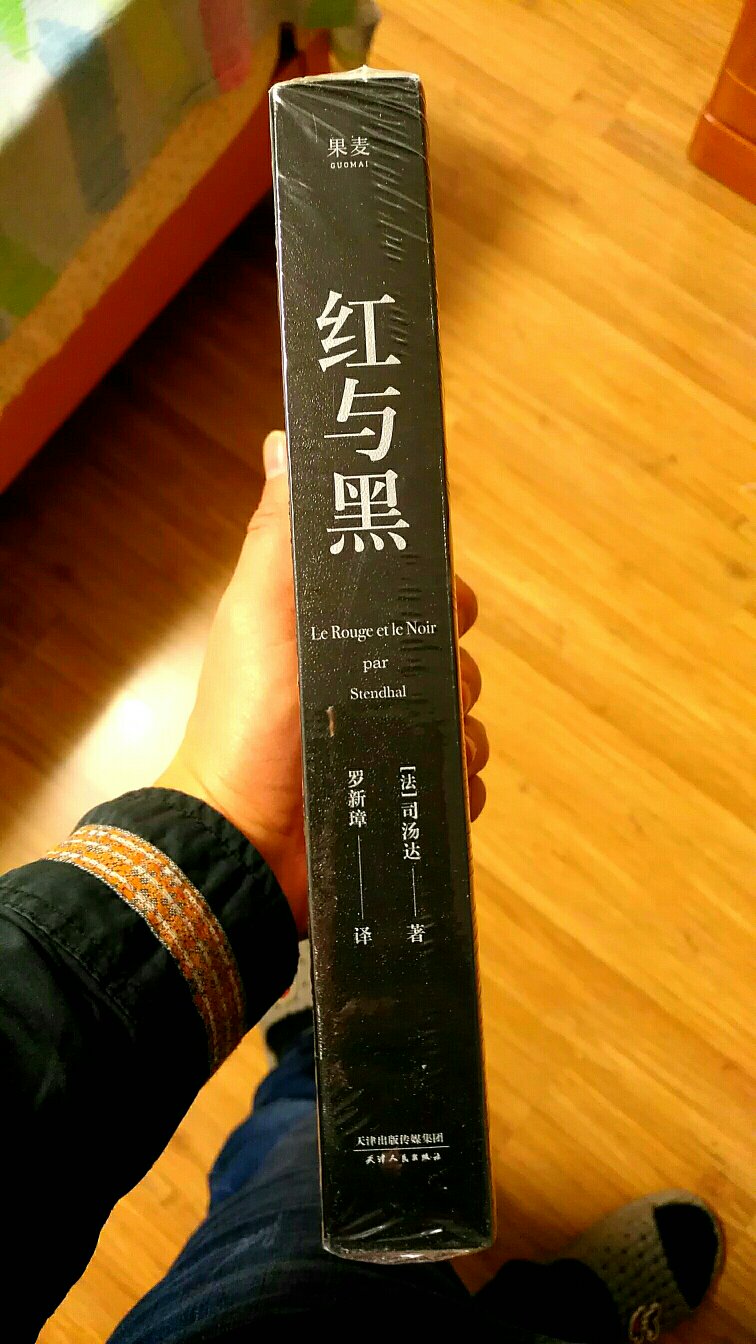 果麦
GUOMAI
红与黑
Le Rouge et le Noir
par
Stendhal
[法]司汤达 著
罗新璋 译
天津出版传媒集团
天津人民出版社